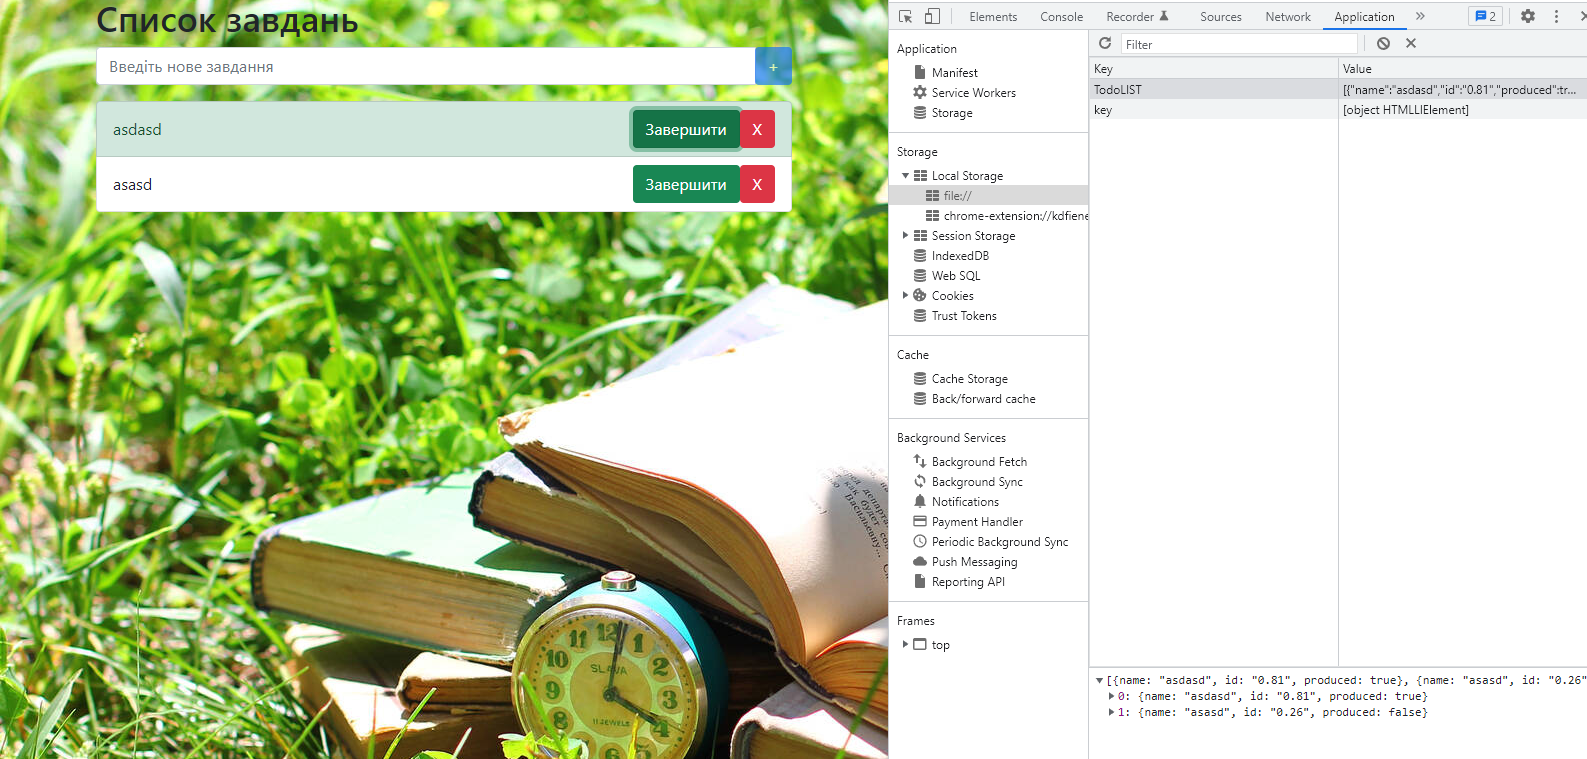 Список завдань
Введіть нове завдання
+
asdasd
Завершити X
asasd
Завершити X
SLAVA
11 JEWELS
Elements Console Recorder Sources Network Application » 2
Application
Manifest
Service Workers
Storage
Storage
Local Storage
file://
chrome-extension://kdfiene
Session Storage
IndexedDB
Web SQL
Cookies
Trust Tokens
Cache
Cache Storage
Back/forward cache
Background Services
Background Fetch
Background Sync
Notifications
Payment Handler
Periodic Background Sync
Push Messaging
Reporting API
Frames
top
Filter
Key Value
TodoLIST [{"name":"asdasd","id":"0.81","produced":tr...
key [object HTMLLIElement]
[{name: "asdasd", id: "0.81", produced: true}, {name: "asasd", id: "0.26"
0: {name: "asdasd", id: "0.81", produced: true}
1: {name: "asasd", id: "0.26", produced: false}